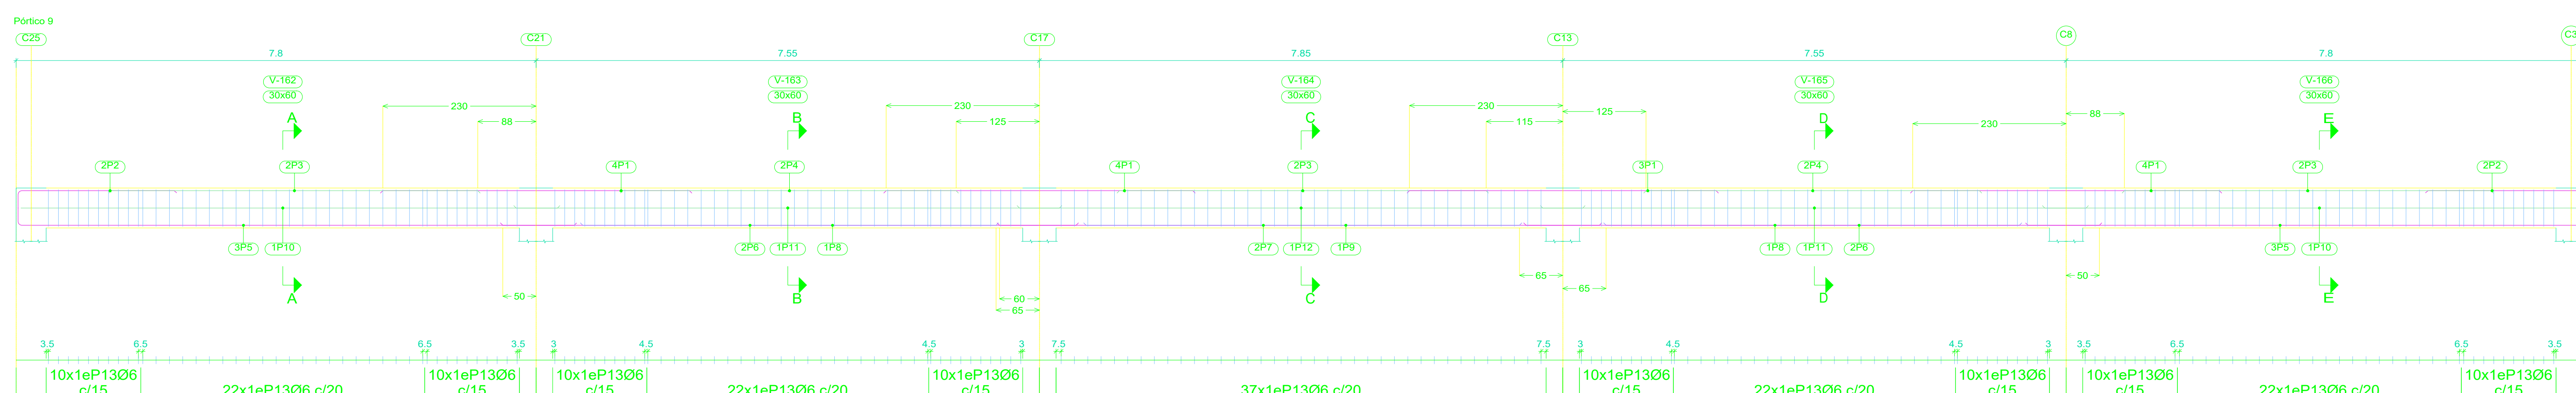 Pórtico 9
C25 C21 C17 C13 C8
7.8 7.55 7.85 7.55 7.8
V-162 V-163 V-164 V-165 V-166
30x60 30x60 30x60 30x60 30x60
230 230 230 125 88
A B C D E
88 125 115 230
2P2 2P3 4P1 2P4 4P1 2P3 3P1 2P4 4P1 2P3 2P2
3P5 1P10 2P6 1P11 1P8 2P7 1P12 1P9 1P8 1P11 2P6 3P5 1P10
65 50
65
50 60
A B C D E
65
3.5 6.5 6.5 3.5 3 4.5 4.5 3 7.5 7.5 3 4.5 4.5 3 3.5 6.5 6.5 3.5
10x1eP13Ø6 10x1eP13Ø6 10x1eP13Ø6 10x1eP13Ø6 10x1eP13Ø6 10x1eP13Ø6 10x1eP13Ø6 10x1eP13Ø6
c/15 22x1eP13Ø6 c/20 c/15 c/15 22x1eP13Ø6 c/20 c/15 37x1eP13Ø6 c/20 c/15 22x1eP13Ø6 c/20 c/15 c/15 22x1eP13Ø6 c/20 c/15